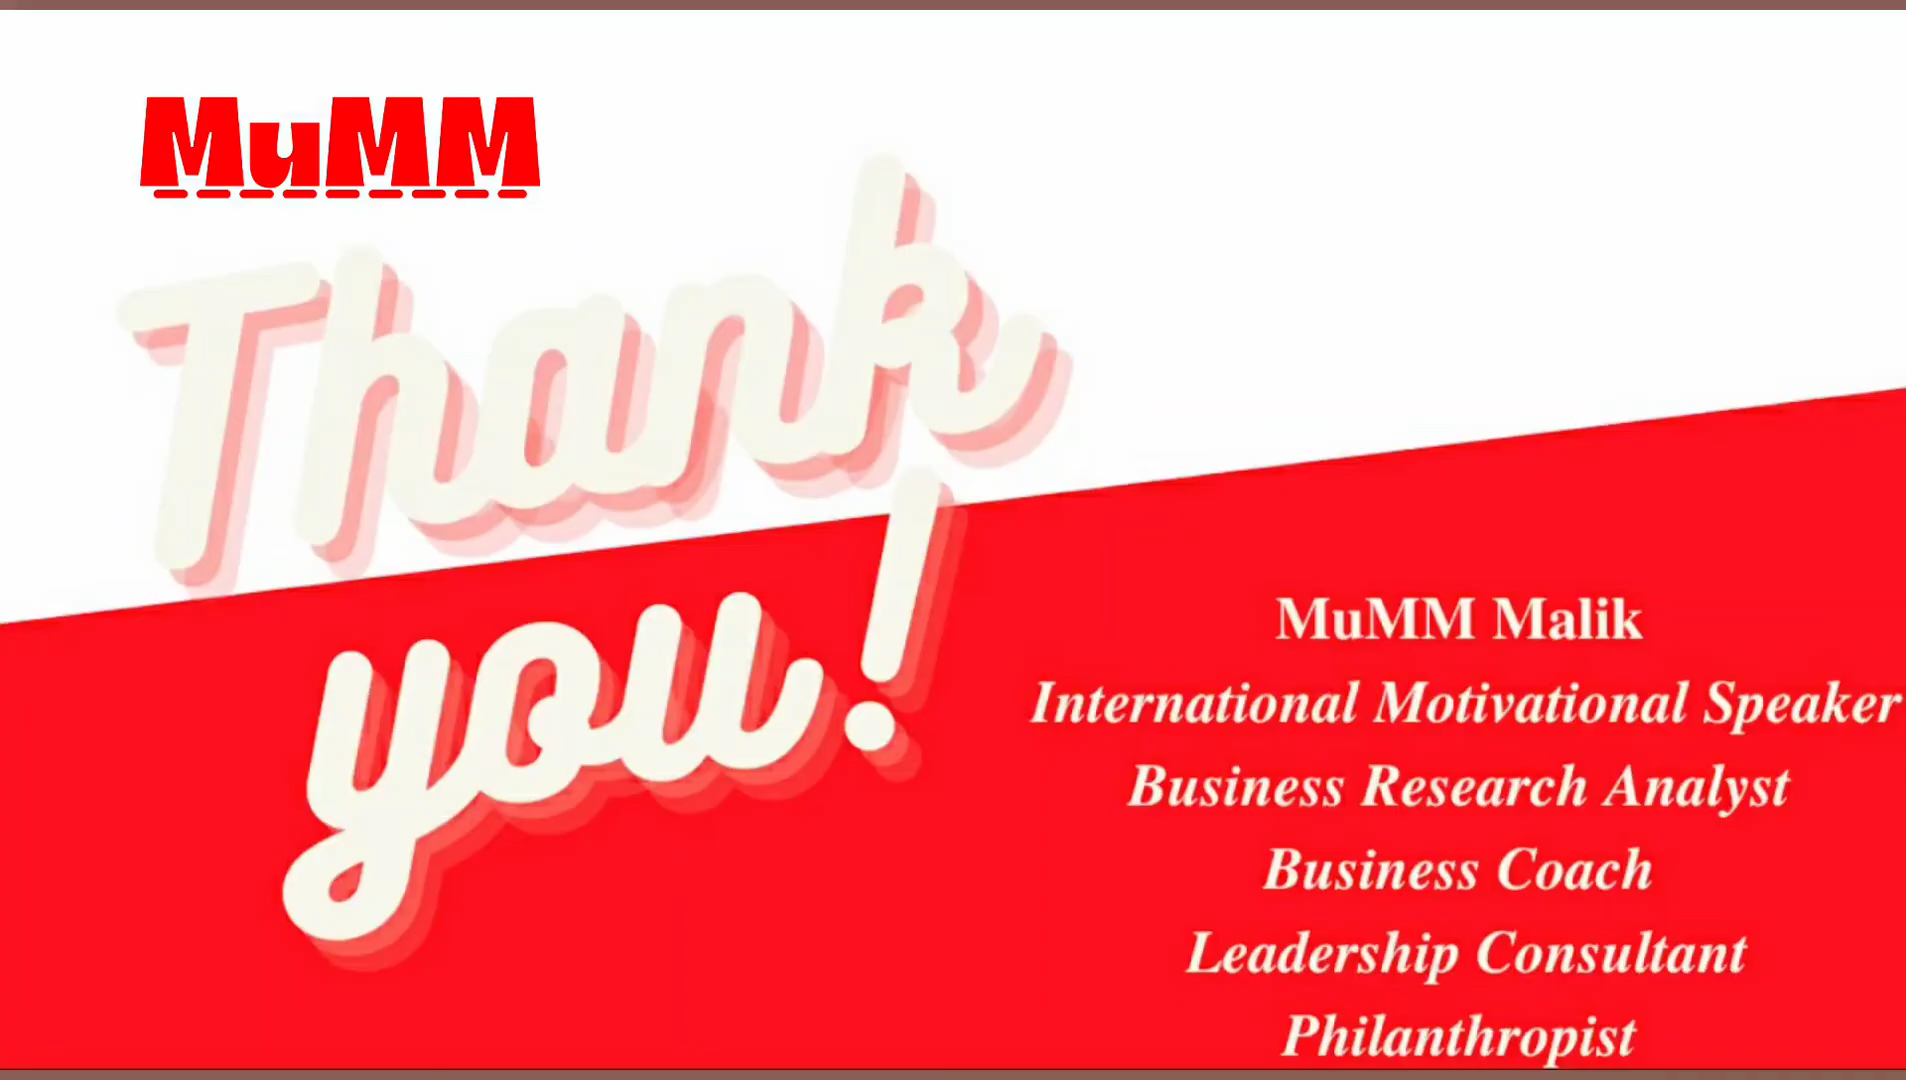 MuMM
Thank
you!
MuMM Malik
International Motivational Speaker
Business Research Analyst
Business Coach
Leadership Consultant
Philanthropist